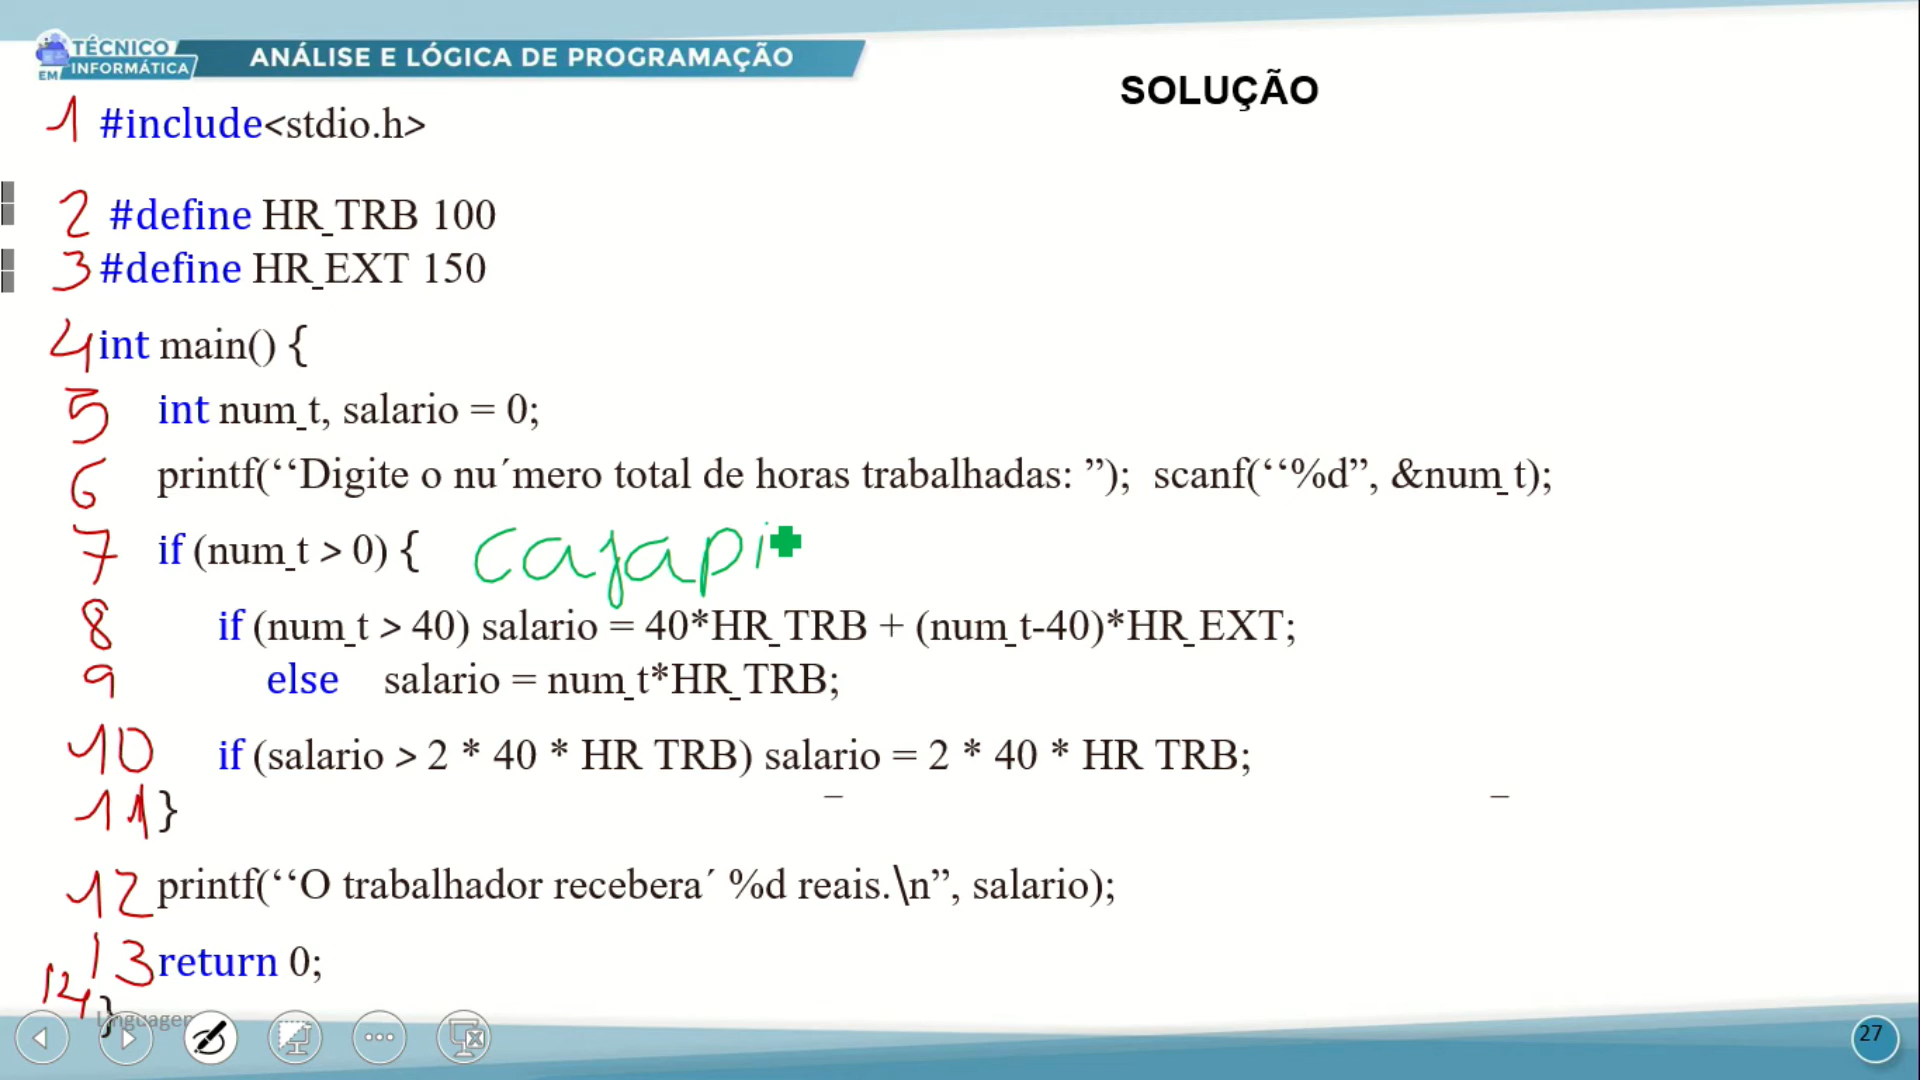 TÉCNICO
EM INFORMÁTICA
ANÁLISE E LÓGICA DE PROGRAMAÇÃO
SOLUÇÃO
1 #include<stdio.h>
2 #define HR_TRB 100
3 #define HR_EXT 150
4 int main() {
5 int num_t, salario = 0;
6 printf(‘‘Digite o nu´mero total de horas trabalhadas: ”); scanf(‘‘%d”, &num_t);
7 if (num_t > 0) { cajapi
8 if (num_t > 40) salario = 40*HR_TRB + (num_t-40)*HR_EXT;
9 else salario = num_t*HR_TRB;
10 if (salario > 2 * 40 * HR TRB) salario = 2 * 40 * HR TRB;
_ _
11 }
12 printf(‘‘O trabalhador recebera´ %d reais.\n”, salario);
13 return 0;
14 }
Linguagem
27